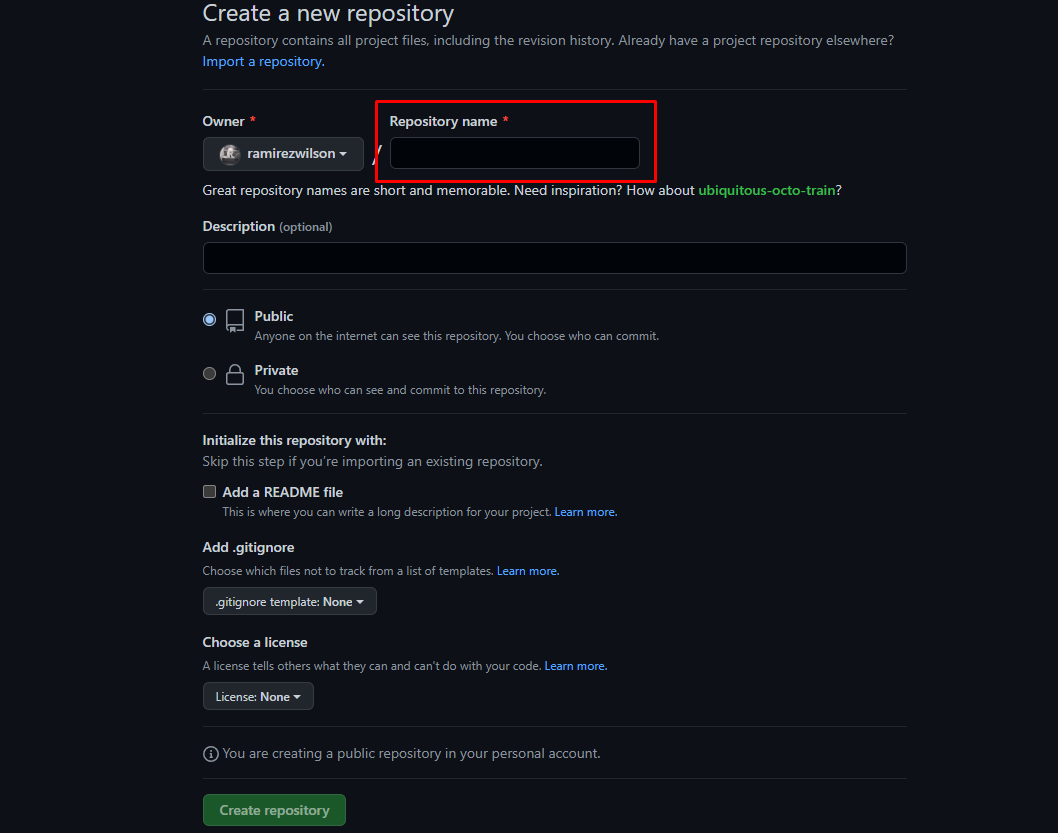 Create a new repository
A repository contains all project files, including the revision history. Already have a project repository elsewhere?
Import a repository.
Owner * Repository name *
ramirezwilson /
Great repository names are short and memorable. Need inspiration? How about ubiquitous-octo-train?
Description (optional)
Public
Anyone on the internet can see this repository. You choose who can commit.
Private
You choose who can see and commit to this repository.
Initialize this repository with:
Skip this step if you're importing an existing repository.
Add a README file
This is where you can write a long description for your project. Learn more.
Add .gitignore
Choose which files not to track from a list of templates. Learn more.
.gitignore template: None
Choose a license
A license tells others what they can and can't do with your code. Learn more.
License: None
You are creating a public repository in your personal account.
Create repository